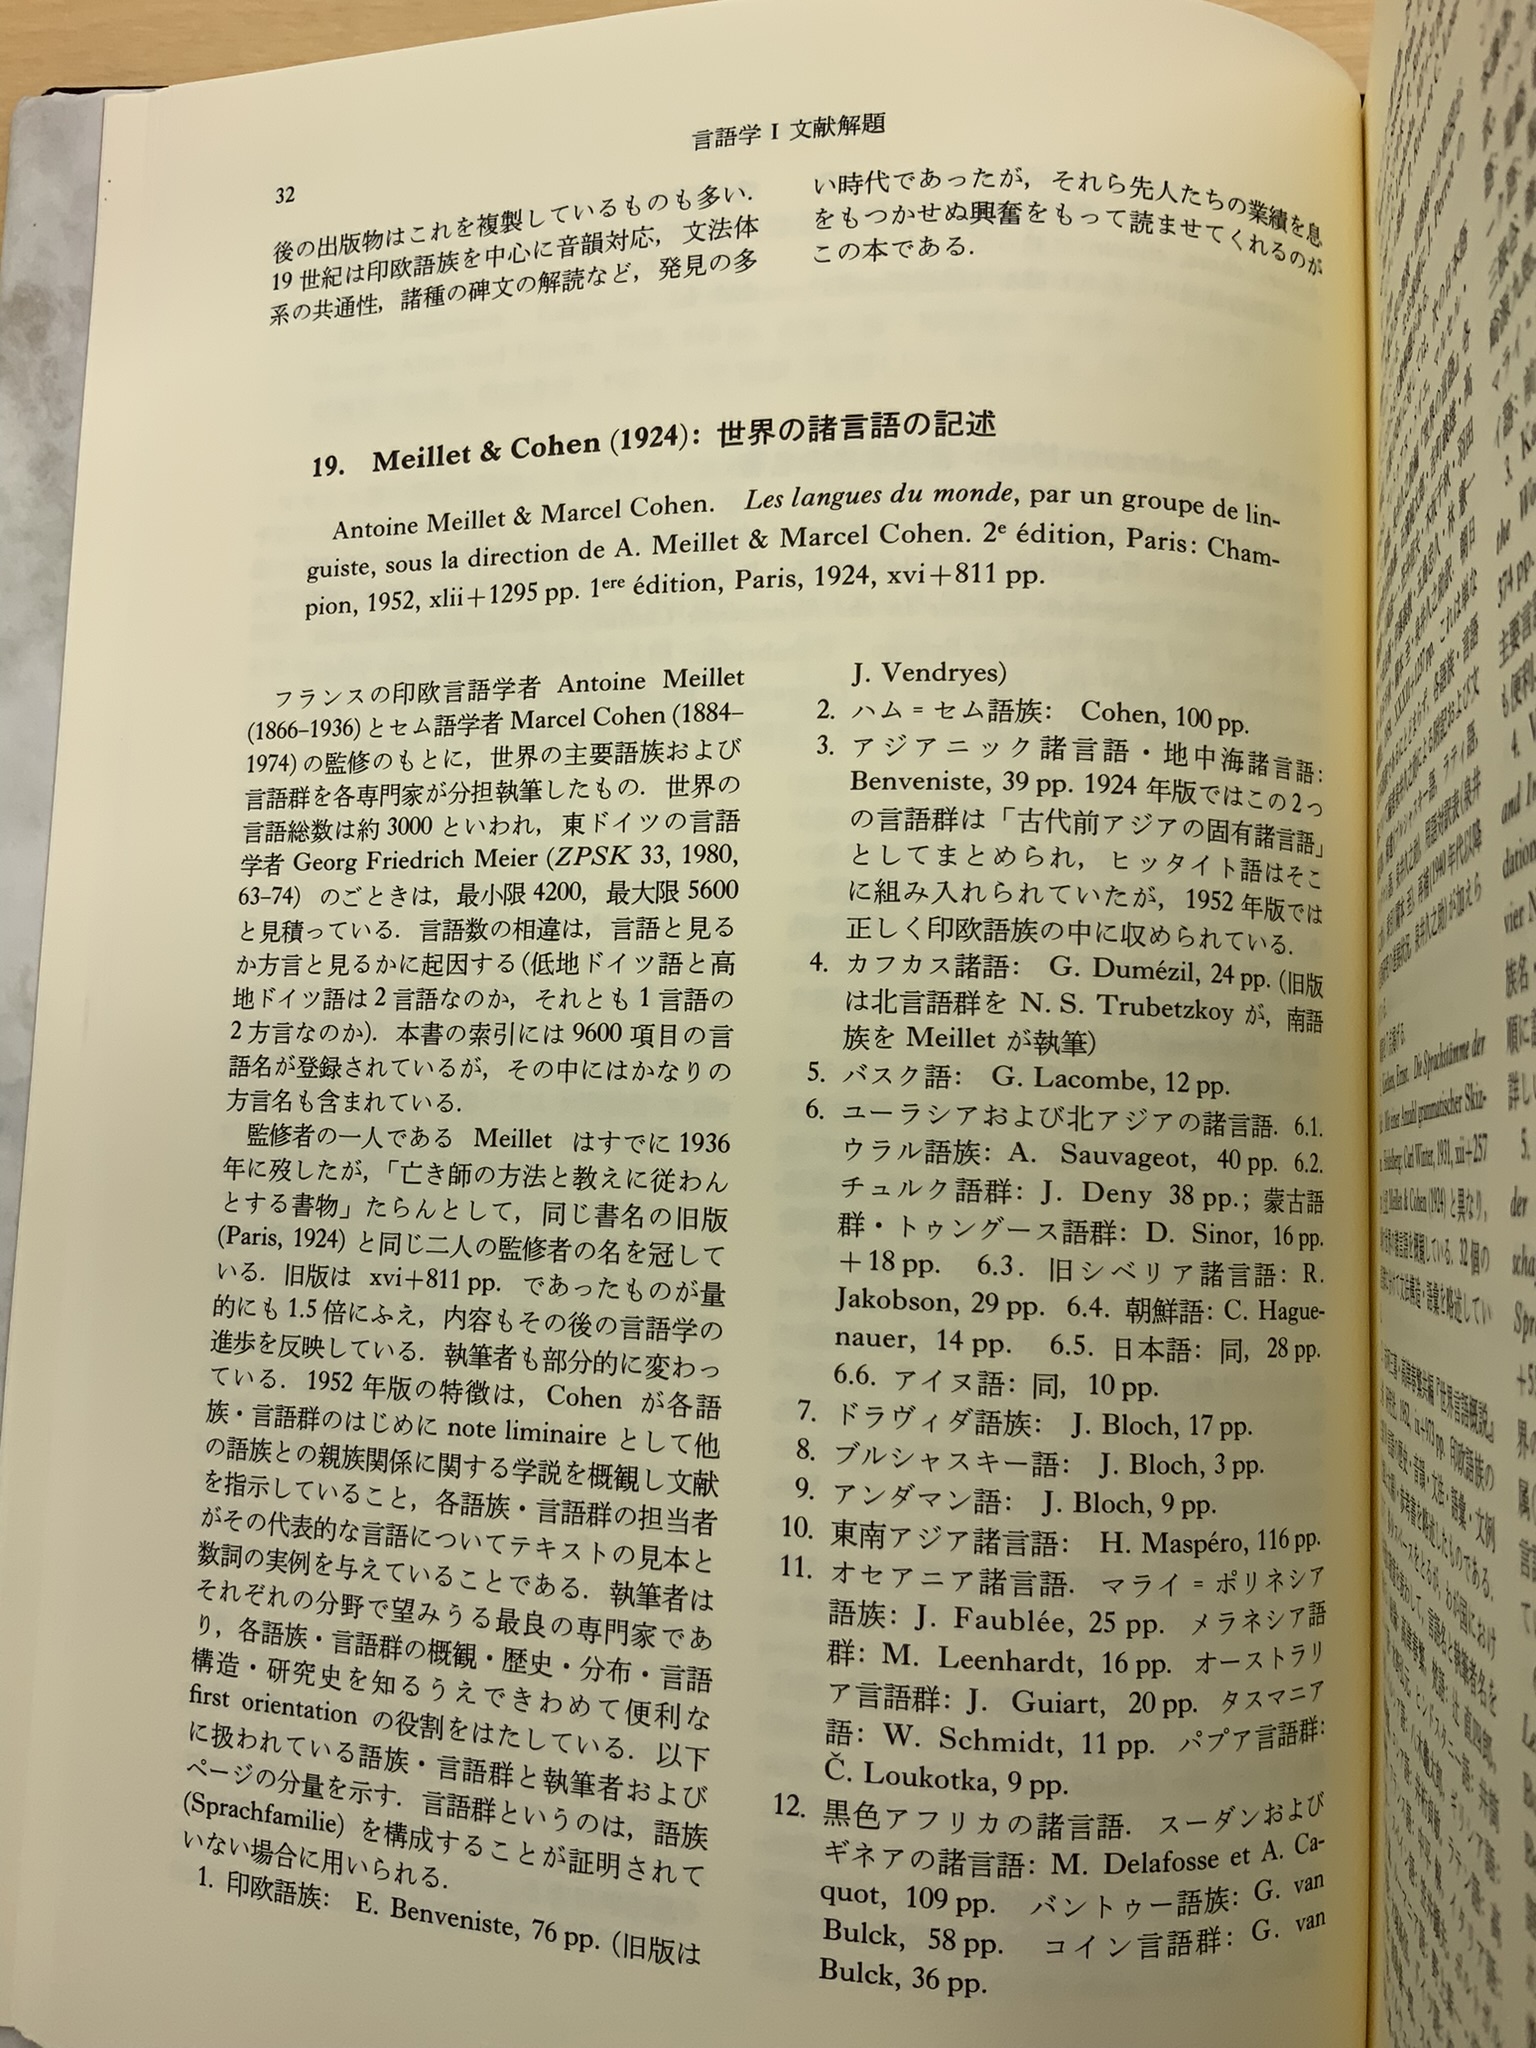 言語学 I 文献解題
32
後の出版物はこれを複製しているものも多い.
19 世紀は印欧語族を中心に音韻対応, 文法体
系の共通性, 諸種の碑文の解読など, 発見の多
い時代であったが, それら先人たちの業績を息
をもつかせぬ興奮をもって読ませてくれるのが
この本である.
19. Meillet & Cohen (1924): 世界の諸言語の記述
Antoine Meillet & Marcel Cohen. Les langues du monde, par un groupe de lin-
guiste, sous la direction de A. Meillet & Marcel Cohen. 2e édition, Paris: Cham-
pion, 1952, xlii+1295 pp. 1ere édition, Paris, 1924, xvi+811 pp.
フランスの印欧言語学者 Antoine Meillet
(1866–1936) とセム語学者 Marcel Cohen (1884–
1974) の監修のもとに, 世界の主要語族および
言語群を各専門家が分担執筆したもの. 世界の
言語総数は約 3000 といわれ, 東ドイツの言語
学者 Georg Friedrich Meier (ZPSK 33, 1980,
63–74) のごときは, 最小限 4200, 最大限 5600
と見積っている. 言語数の相違は, 言語と見る
か方言と見るかに起因する (低地ドイツ語と高
地ドイツ語は 2 言語なのか, それとも 1 言語の
2 方言なのか). 本書の索引には 9600 項目の言
語名が登録されているが, その中にはかなりの
方言名も含まれている.
監修者の一人である Meillet はすでに 1936
年に歿したが,「亡き師の方法と教えに従わん
とする書物」たらんとして, 同じ書名の旧版
(Paris, 1924) と同じ二人の監修者の名を冠して
いる. 旧版は xvi+811 pp. であったものが量
的にも 1.5 倍にふえ, 内容もその後の言語学の
進歩を反映している. 執筆者も部分的に変わっ
ている. 1952 年版の特徴は, Cohen が各語
族・言語群のはじめに note liminaire として他
の語族との親族関係に関する学説を概観し文献
を指示していること, 各語族・言語群の担当者
がその代表的な言語についてテキストの見本と
数詞の実例を与えていることである. 執筆者は
それぞれの分野で望みうる最良の専門家であ
り, 各語族・言語群の概観・歴史・分布・言語
構造・研究史を知るうえできわめて便利な
first orientation の役割をはたしている. 以下
に扱われている語族・言語群と執筆者および
ページの分量を示す. 言語群というのは, 語族
(Sprachfamilie) を構成することが証明されて
いない場合に用いられる.
1. 印欧語族: E. Benveniste, 76 pp. (旧版は
J. Vendryes)
2. ハム = セム語族: Cohen, 100 pp.
3. アジアニック諸言語・地中海諸言語:
Benveniste, 39 pp. 1924 年版ではこの 2 つ
の言語群は「古代前アジアの固有諸言語」
としてまとめられ, ヒッタイト語はそこ
に組み入れられていたが, 1952 年版では
正しく印欧語族の中に収められている.
4. カフカス諸語: G. Dumézil, 24 pp. (旧版
は北言語群を N. S. Trubetzkoy が, 南語
族を Meillet が執筆)
5. バスク語: G. Lacombe, 12 pp.
6. ユーラシアおよび北アジアの諸言語. 6.1.
ウラル語族: A. Sauvageot, 40 pp. 6.2.
チュルク語群: J. Deny 38 pp.; 蒙古語
群・トゥングース語群: D. Sinor, 16 pp.
+18 pp. 6.3. 旧シベリア諸言語: R.
Jakobson, 29 pp. 6.4. 朝鮮語: C. Hague-
nauer, 14 pp. 6.5. 日本語: 同, 28 pp.
6.6. アイヌ語: 同, 10 pp.
7. ドラヴィダ語族: J. Bloch, 17 pp.
8. ブルシャスキー語: J. Bloch, 3 pp.
9. アンダマン語: J. Bloch, 9 pp.
10. 東南アジア諸言語: H. Maspéro, 116 pp.
11. オセアニア諸言語. マライ = ポリネシア
語族: J. Faublée, 25 pp. メラネシア語
群: M. Leenhardt, 16 pp. オーストラリ
ア言語群: J. Guiart, 20 pp. タスマニア
語: W. Schmidt, 11 pp. パプア言語群:
Č. Loukotka, 9 pp.
12. 黒色アフリカの諸言語. スーダンおよび
ギネアの諸言語: M. Delafosse et A. Ca-
quot, 109 pp. バントゥー語族: G. van
Bulck, 58 pp. コイン言語群: G. van
Bulck, 36 pp.